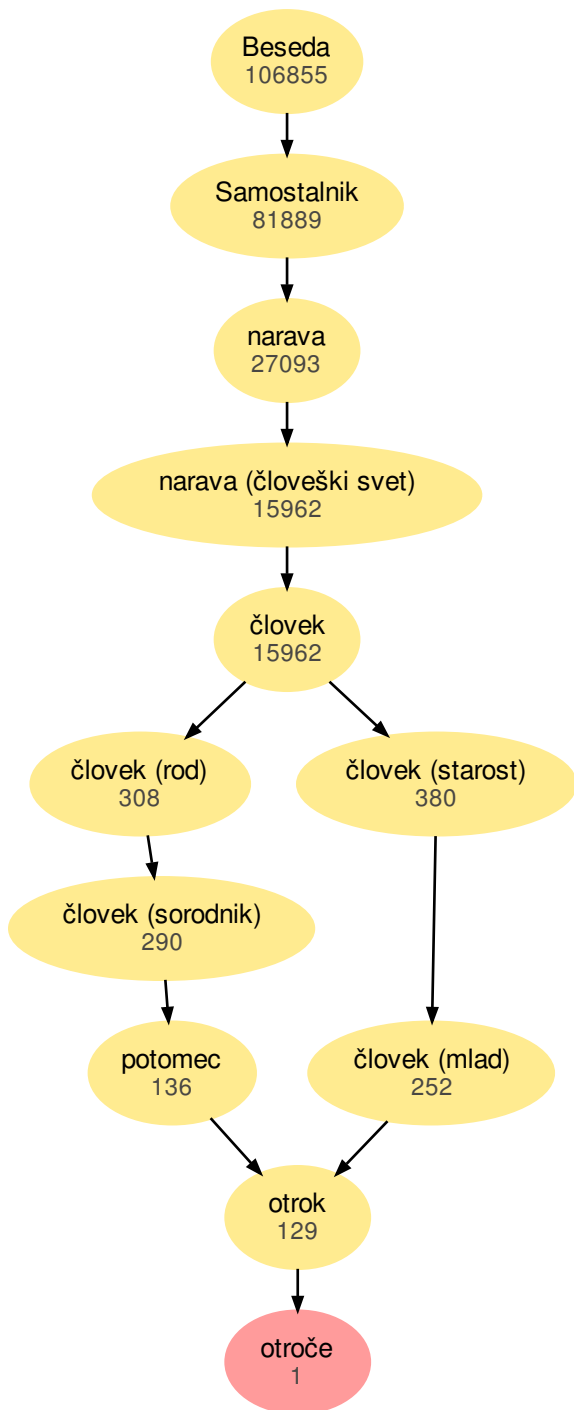 Beseda
106855
Samostalnik
81889
narava
27093
narava (človeški svet)
15962
človek
15962
človek (rod)
308
človek (starost)
380
človek (sorodnik)
290
potomec
136
človek (mlad)
252
otrok
129
otroče
1